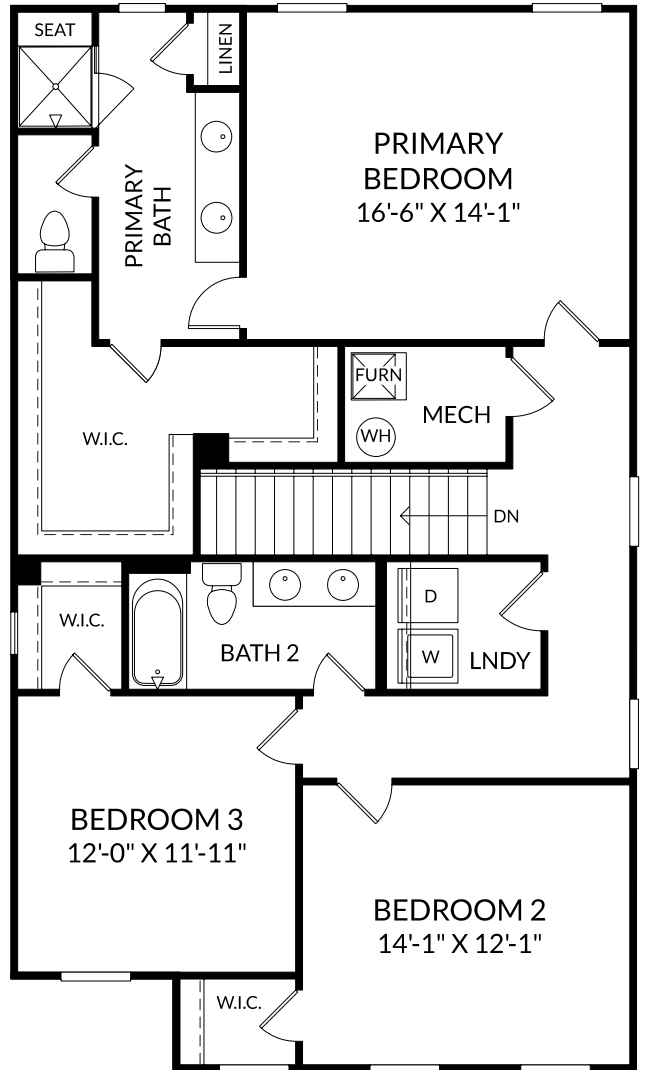 SEAT
LINEN
PRIMARY
BEDROOM
16'-6" X 14'-1"
PRIMARY
BATH
FURN
MECH
WH
W.I.C.
DN
W.I.C.
D
BATH 2
W
LNDY
BEDROOM 3
12'-0" X 11'-11"
BEDROOM 2
14'-1" X 12'-1"
W.I.C.